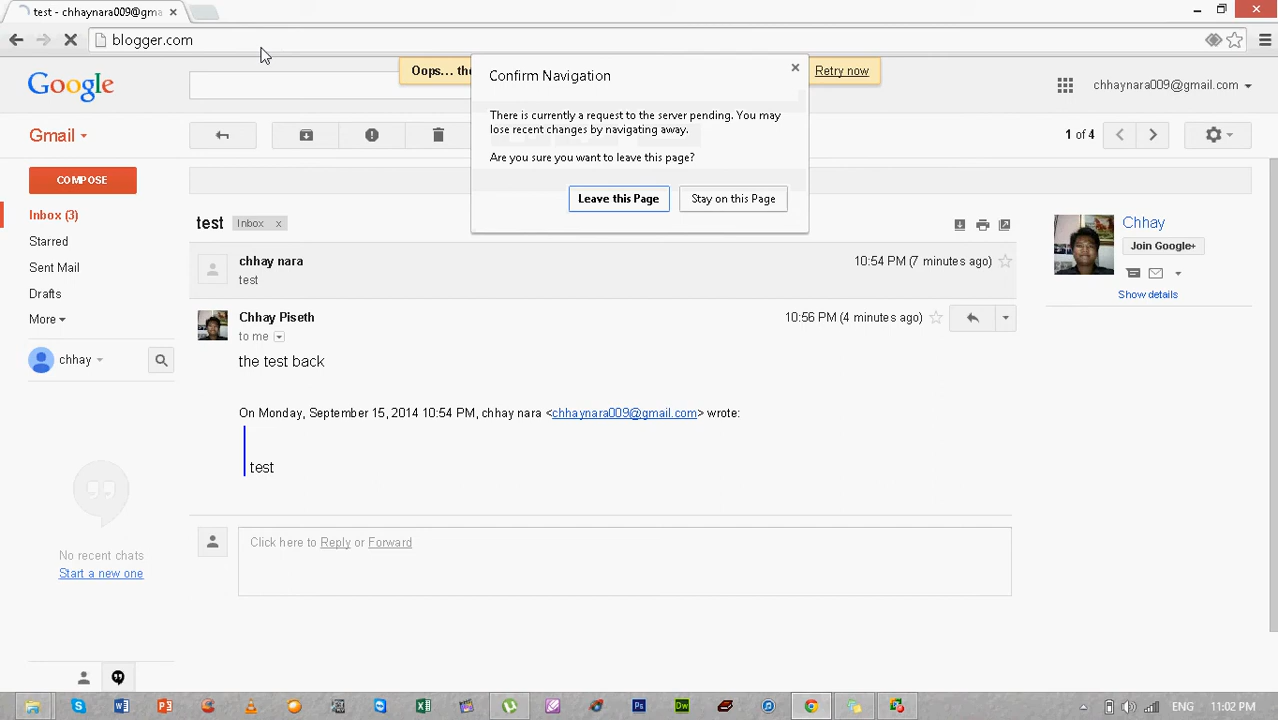 test - chhaynara009@gma
blogger.com
Google
Oops... the
Confirm Navigation
Retry now
chhaynara009@gmail.com
There is currently a request to the server pending. You may
lose recent changes by navigating away.
Are you sure you want to leave this page?
Leave this Page
Stay on this Page
Gmail
1 of 4
COMPOSE
Inbox (3)
Starred
Sent Mail
Drafts
More
chhay
test
Inbox x
chhay nara
10:54 PM (7 minutes ago)
test
Chhay Piseth
10:56 PM (4 minutes ago)
to me
the test back
On Monday, September 15, 2014 10:54 PM, chhay nara <chhaynara009@gmail.com> wrote:
test
Click here to Reply or Forward
Chhay
Join Google+
Show details
No recent chats
Start a new one
W
P3
X
Ps
Dw
ENG
11:02 PM